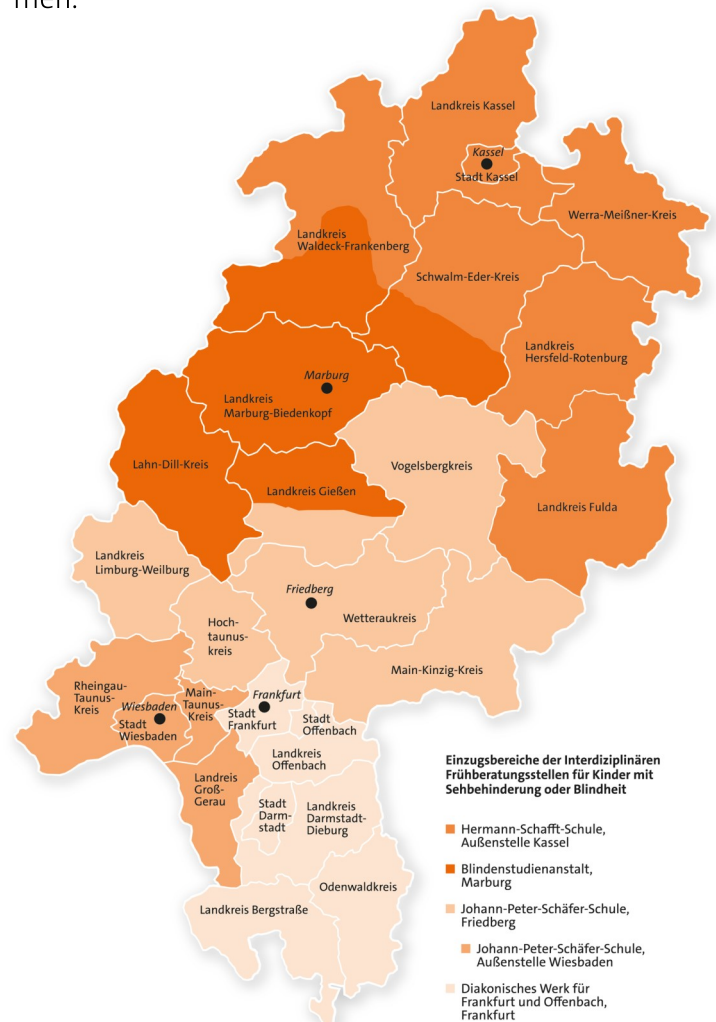 men.
Landkreis Kassel
Kassel
Stadt Kassel
Werra-Meißner-Kreis
Landkreis
Waldeck-Frankenberg
Schwalm-Eder-Kreis
Landkreis
Hersfeld-Rotenburg
Marburg
Landkreis
Marburg-Biedenkopf
Lahn-Dill-Kreis
Vogelsbergkreis
Landkreis Gießen
Landkreis Fulda
Landkreis
Limburg-Weilburg
Friedberg
Wetteraukreis
Hoch-
taunus-
kreis
Main-Kinzig-Kreis
Rheingau-
Taunus-
Kreis
Wiesbaden
Stadt
Wiesbaden
Main-
Taunus-
Kreis
Frankfurt
Stadt
Frankfurt
Stadt
Offenbach
Landkreis
Offenbach
Landreis
Groß-
Gerau
Stadt
Darm-
stadt
Landkreis
Darmstadt-
Dieburg
Odenwaldkreis
Landkreis Bergstraße
Einzugsbereiche der Interdiziplinären
Frühberatungsstellen für Kinder mit
Sehbehinderung oder Blindheit
Hermann-Schafft-Schule,
Außenstelle Kassel
Blindenstudienanstalt,
Marburg
Johann-Peter-Schäfer-Schule,
Friedberg
Johann-Peter-Schäfer-Schule,
Außenstelle Wiesbaden
Diakonisches Werk für
Frankfurt und Offenbach,
Frankfurt